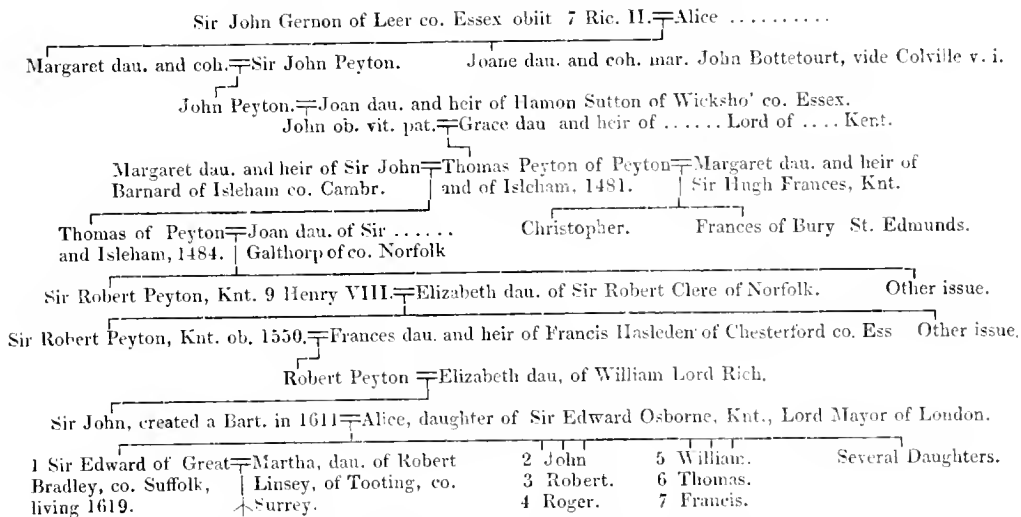 Sir John Gernon of Leer co. Essex obiit 7 Ric. II.=Alice ..........
Margaret dau. and coh.=Sir John Peyton. Joane dau. and coh. mar. John Bottetourt, vide Colville v. i.
John Peyton.=Joan dau. and heir of Hamon Sutton of Wicksho' co. Essex.
John ob. vit. pat.=Grace dau and heir of ...... Lord of .... Kent.
Margaret dau. and heir of Sir John=Thomas Peyton of Peyton=Margaret dau. and heir of
Barnard of Isleham co. Cambr. and of Isleham, 1481. Sir Hugh Frances, Knt.
Thomas of Peyton=Joan dau. of Sir ...... Christopher. Frances of Bury St. Edmunds.
and Isleham, 1484. Galthorp of co. Norfolk
Sir Robert Peyton, Knt. 9 Henry VIII.=Elizabeth dau. of Sir Robert Clere of Norfolk. Other issue.
Sir Robert Peyton, Knt. ob. 1550.=Frances dau. and heir of Francis Hasleden of Chesterford co. Ess Other issue.
Robert Peyton=Elizabeth dau. of William Lord Rich.
Sir John, created a Bart. in 1611=Alice, daughter of Sir Edward Osborne, Knt., Lord Mayor of London.
1 Sir Edward of Great=Martha, dau. of Robert 2 John 5 William. Several Daughters.
Bradley, co. Suffolk, Linsey, of Tooting, co. 3 Robert. 6 Thomas.
living 1619. Surrey. 4 Roger. 7 Francis.